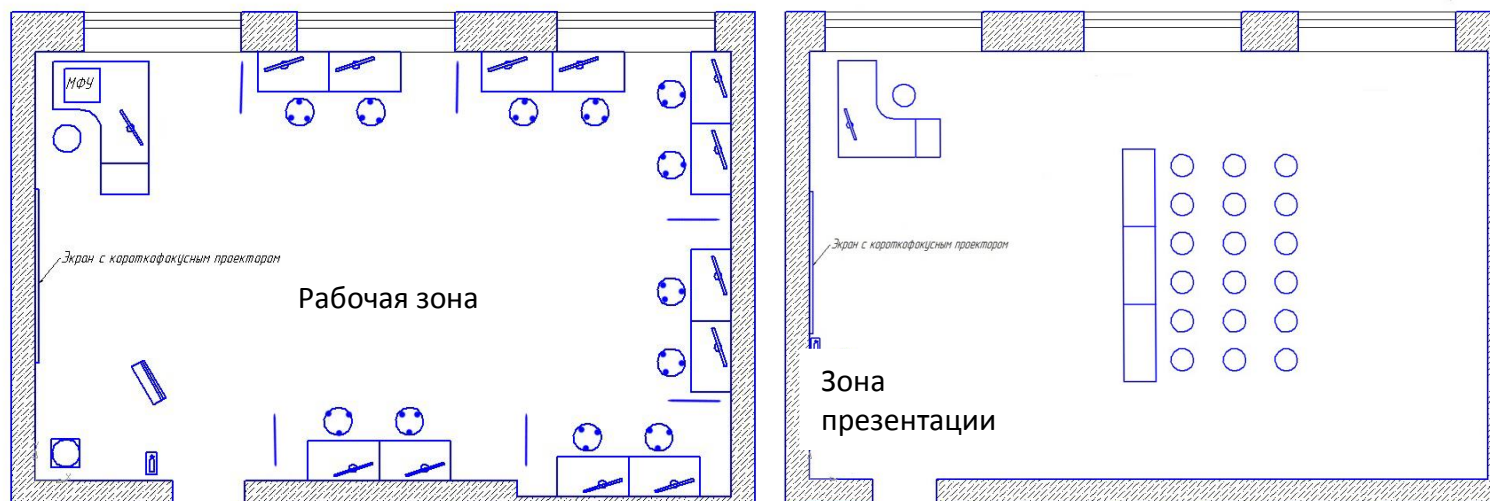 МФУ
Экран с короткофокусным проектором
Рабочая зона
Экран с короткофокусным проектором
Зона
презентации